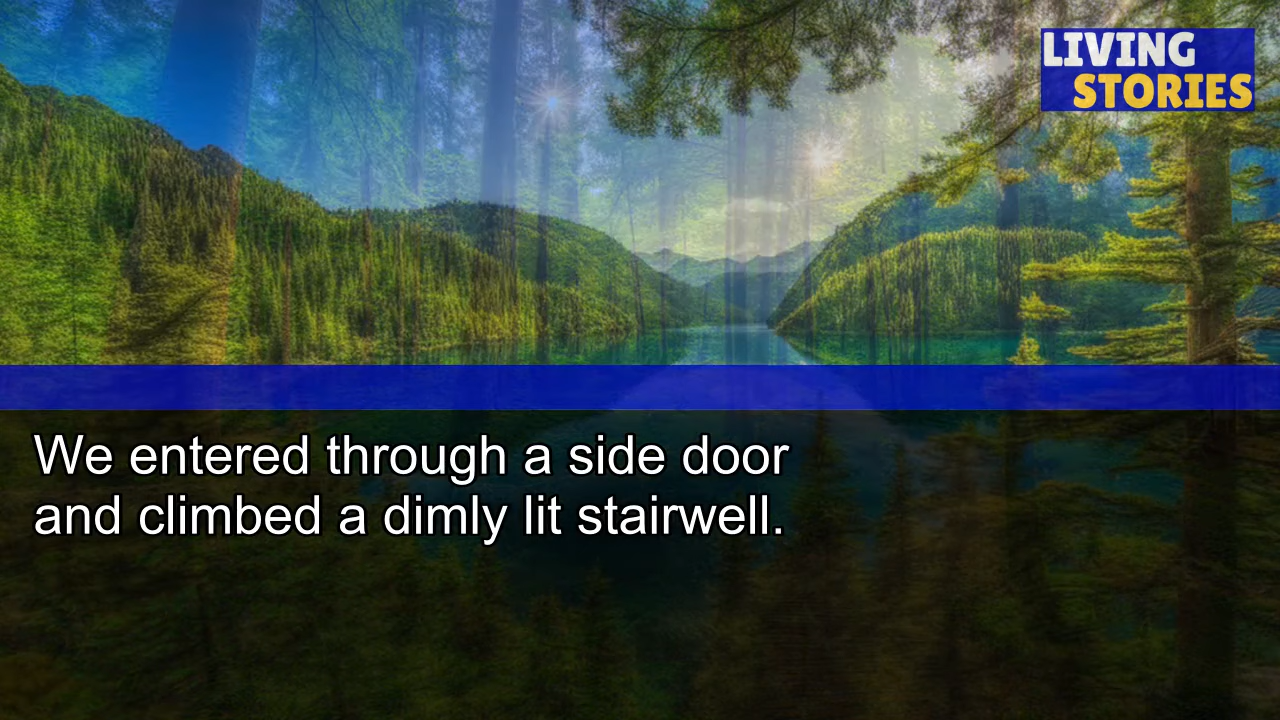 LIVING
STORIES
We entered through a side door
and climbed a dimly lit stairwell.